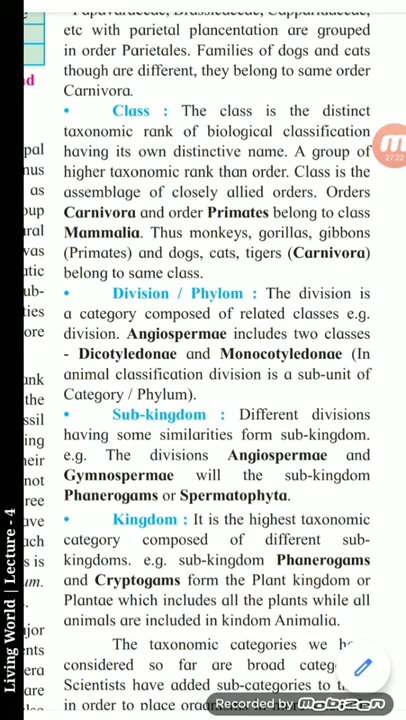 Papaveraceae, Brassicaceae, Capparidaceae,
etc with parietal plancentation are grouped
in order Parietales. Families of dogs and cats
though are different, they belong to same order
Carnivora.
• Class : The class is the distinct
taxonomic rank of biological classification
having its own distinctive name. A group of
higher taxonomic rank than order. Class is the
assemblage of closely allied orders. Orders
Carnivora and order Primates belong to class
Mammalia. Thus monkeys, gorillas, gibbons
(Primates) and dogs, cats, tigers (Carnivora)
belong to same class.
• Division / Phylom : The division is
a category composed of related classes e.g.
division. Angiospermae includes two classes
- Dicotyledonae and Monocotyledonae (In
animal classification division is a sub-unit of
Category / Phylum).
• Sub-kingdom : Different divisions
having some similarities form sub-kingdom.
e.g. The divisions Angiospermae and
Gymnospermae will the sub-kingdom
Phanerogams or Spermatophyta.
• Kingdom : It is the highest taxonomic
category composed of different sub-
kingdoms. e.g. sub-kingdom Phanerogams
and Cryptogams form the Plant kingdom or
Plantae which includes all the plants while all
animals are included in kindom Animalia.
The taxonomic categories we
considered so far are broad
Scientists have added sub-categories to
in order to place
Living World | Lecture - 4
27:22
Recorded by mobizen